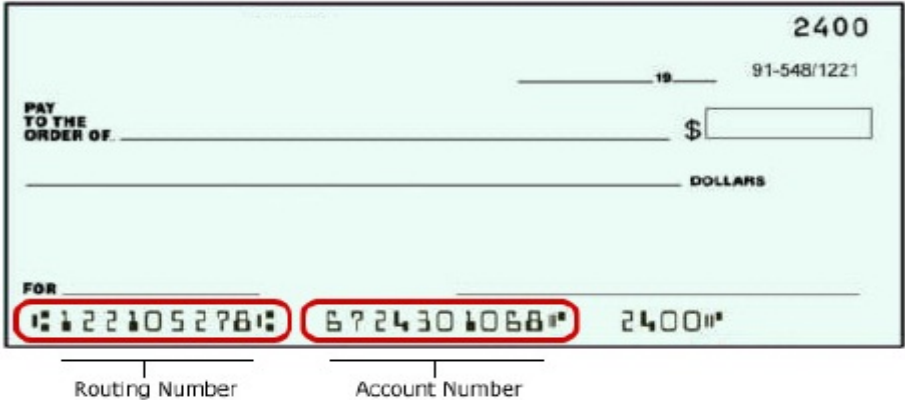 2400
19 91-548/1221
PAY
TO THE
ORDER OF $
DOLLARS
FOR
⑆122105278⑆ 6724301068⑈ 2400⑈
Routing Number Account Number